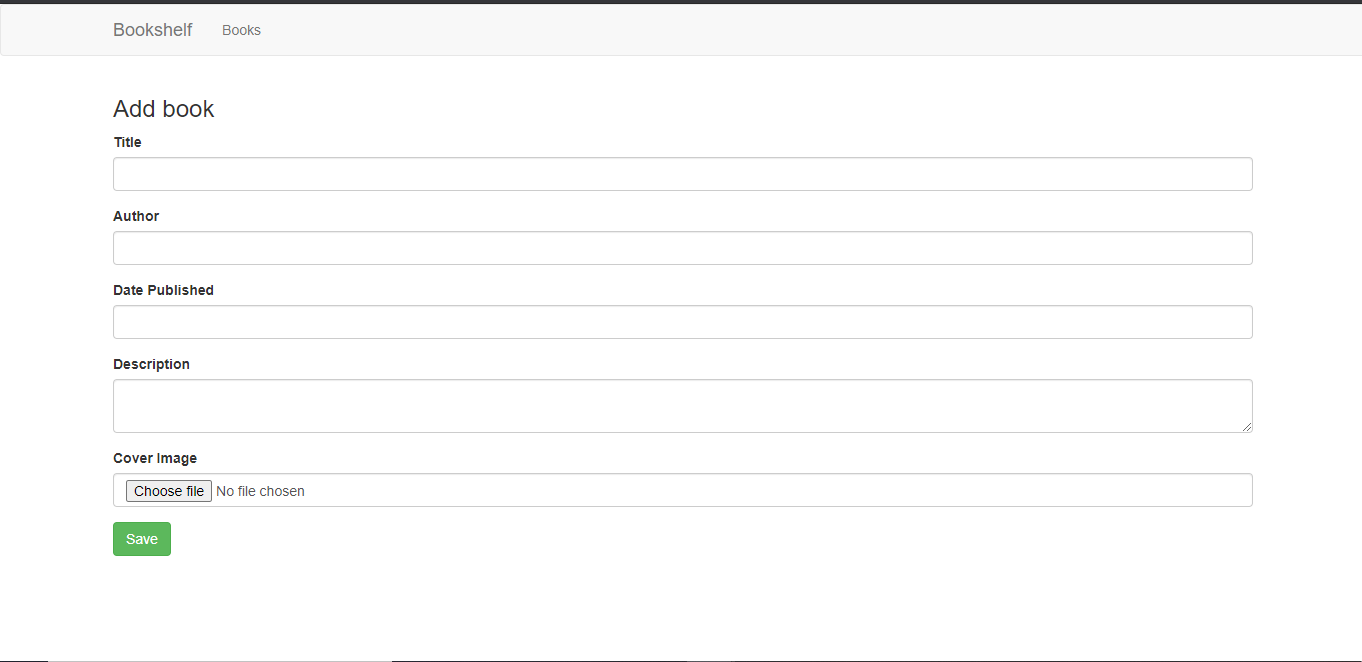 Bookshelf Books
Add book
Title
Author
Date Published
Description
Cover Image
Choose file No file chosen
Save